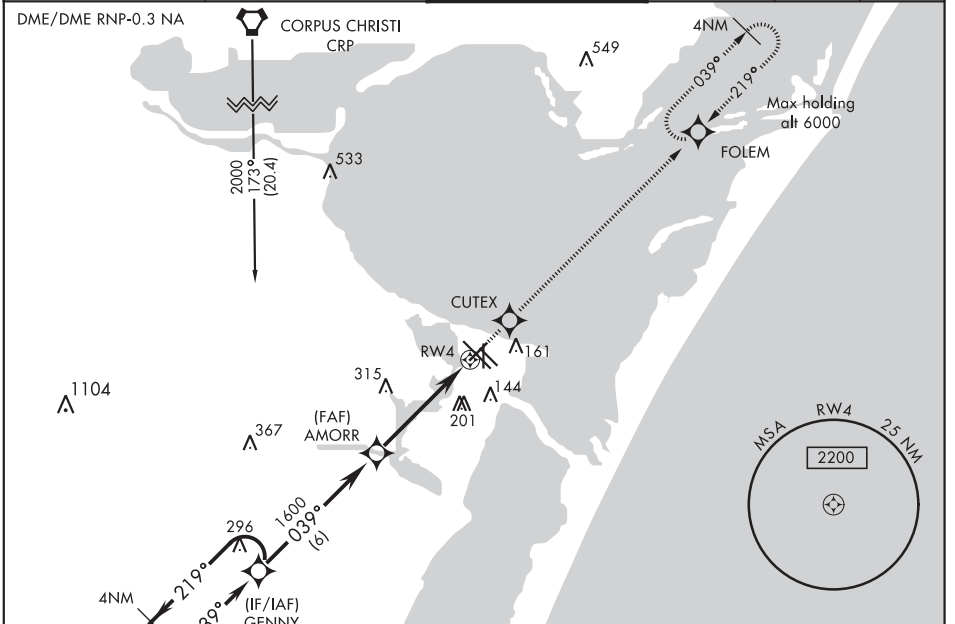 DME/DME RNP-0.3 NA
CORPUS CHRISTI
CRP
2000
173°
(20.4)
533
549
4NM
039°
219°
Max holding
alt 6000
FOLEM
CUTEX
RW4
161
315
144
201
1104
367
(FAF)
AMORR
1600
039°
(6)
296
219°
4NM
39°
(IF/IAF)
GENNY
MSA RW4 25 NM
2200